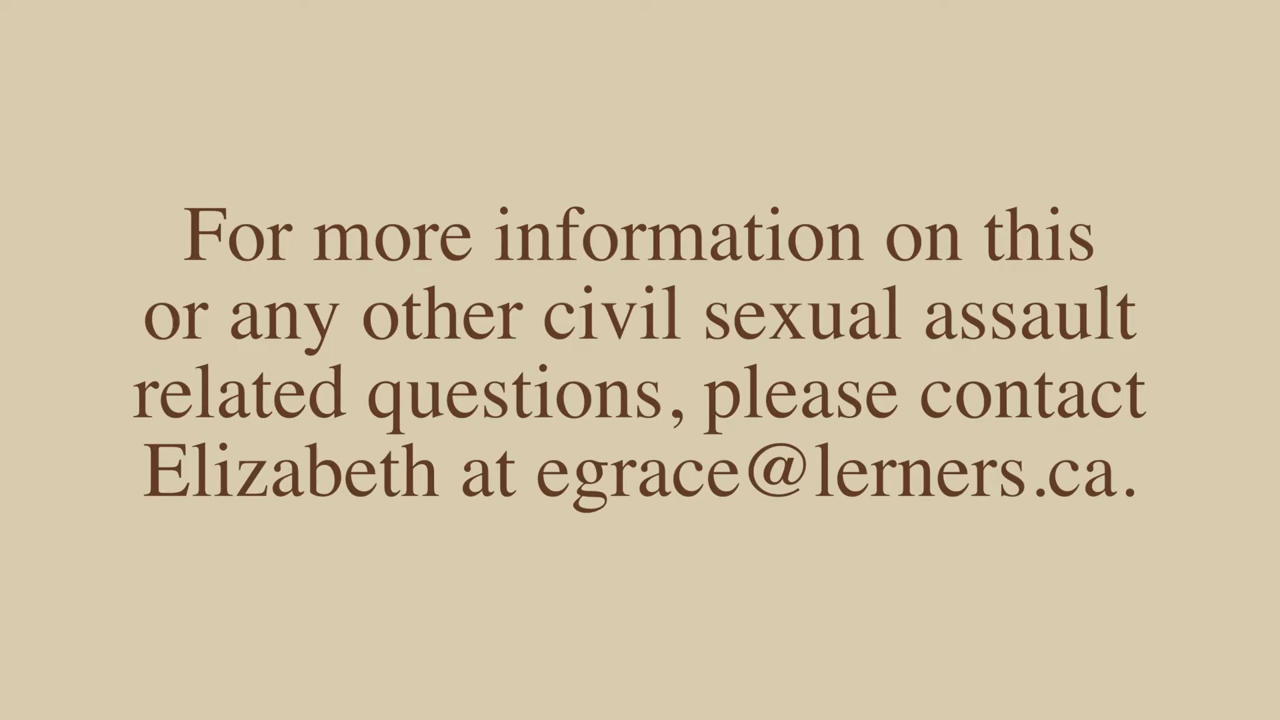 For more information on this
or any other civil sexual assault
related questions, please contact
Elizabeth at egrace@lerners.ca.